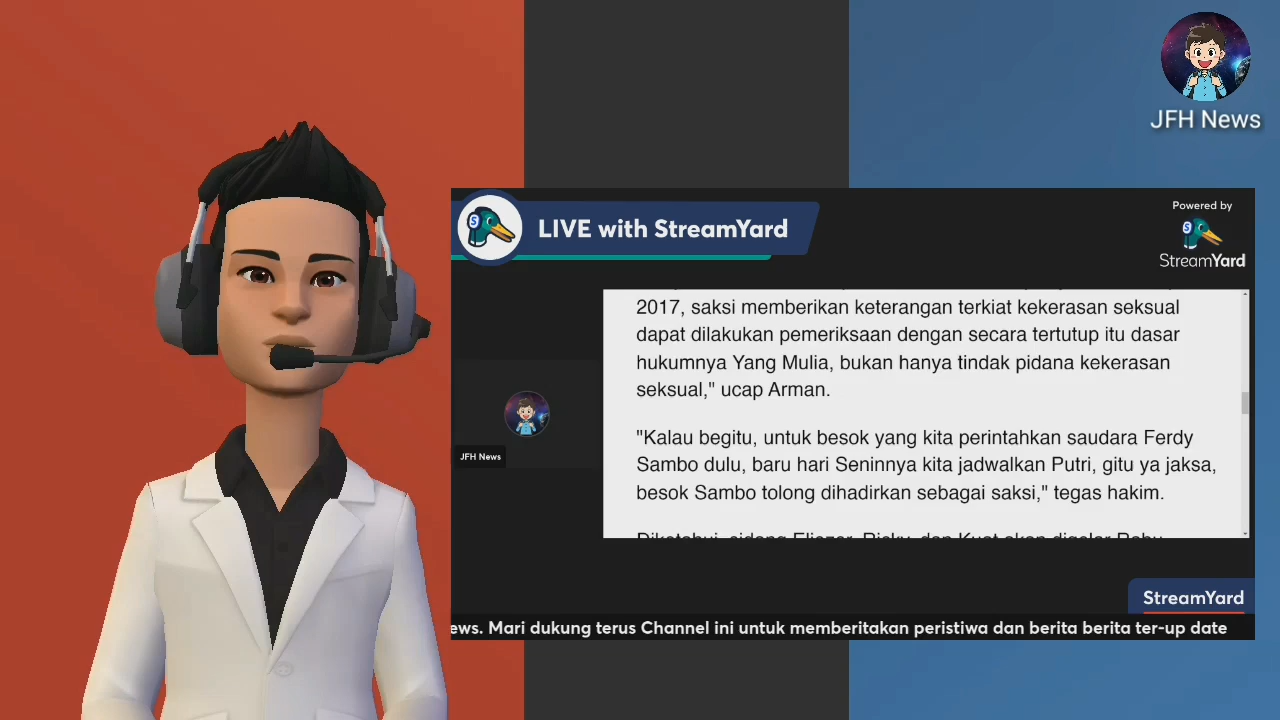 JFH News
LIVE with StreamYard
Powered by
StreamYard
2017, saksi memberikan keterangan terkiat kekerasan seksual
dapat dilakukan pemeriksaan dengan secara tertutup itu dasar
hukumnya Yang Mulia, bukan hanya tindak pidana kekerasan
seksual," ucap Arman.
"Kalau begitu, untuk besok yang kita perintahkan saudara Ferdy
Sambo dulu, baru hari Seninnya kita jadwalkan Putri, gitu ya jaksa,
besok Sambo tolong dihadirkan sebagai saksi," tegas hakim.
JFH News
StreamYard
ews. Mari dukung terus Channel ini untuk memberitakan peristiwa dan berita berita ter-up date